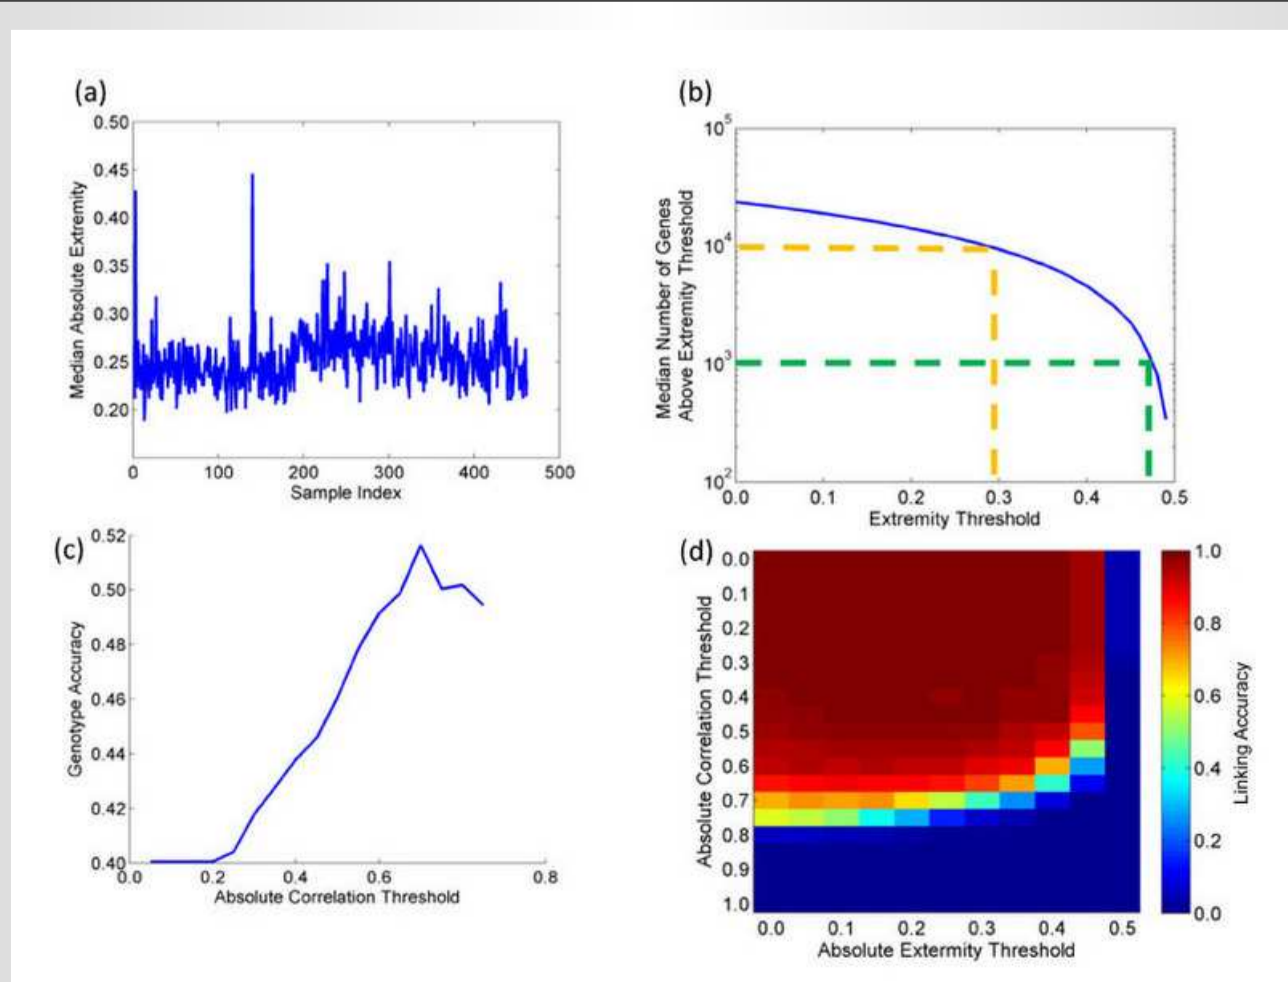 (a)
0.50
0.45
0.40
0.35
0.30
0.25
0.20
Median Absolute Extremity
0 100 200 300 400 500
Sample Index
(b)
10^5
10^4
10^3
10^2
Median Number of Genes
Above Extremity Threshold
0.0 0.1 0.2 0.3 0.4 0.5
Extremity Threshold
(c)
0.52
0.50
0.48
0.46
0.44
0.42
0.40
Genotype Accuracy
0.0 0.2 0.4 0.6 0.8
Absolute Correlation Threshold
(d)
0.0
0.1
0.2
0.3
0.4
0.5
0.6
0.7
0.8
0.9
1.0
Absolute Correlation Threshold
0.0 0.1 0.2 0.3 0.4 0.5
Absolute Extermity Threshold
1.0
0.8
0.6
0.4
0.2
0.0
Linking Accuracy